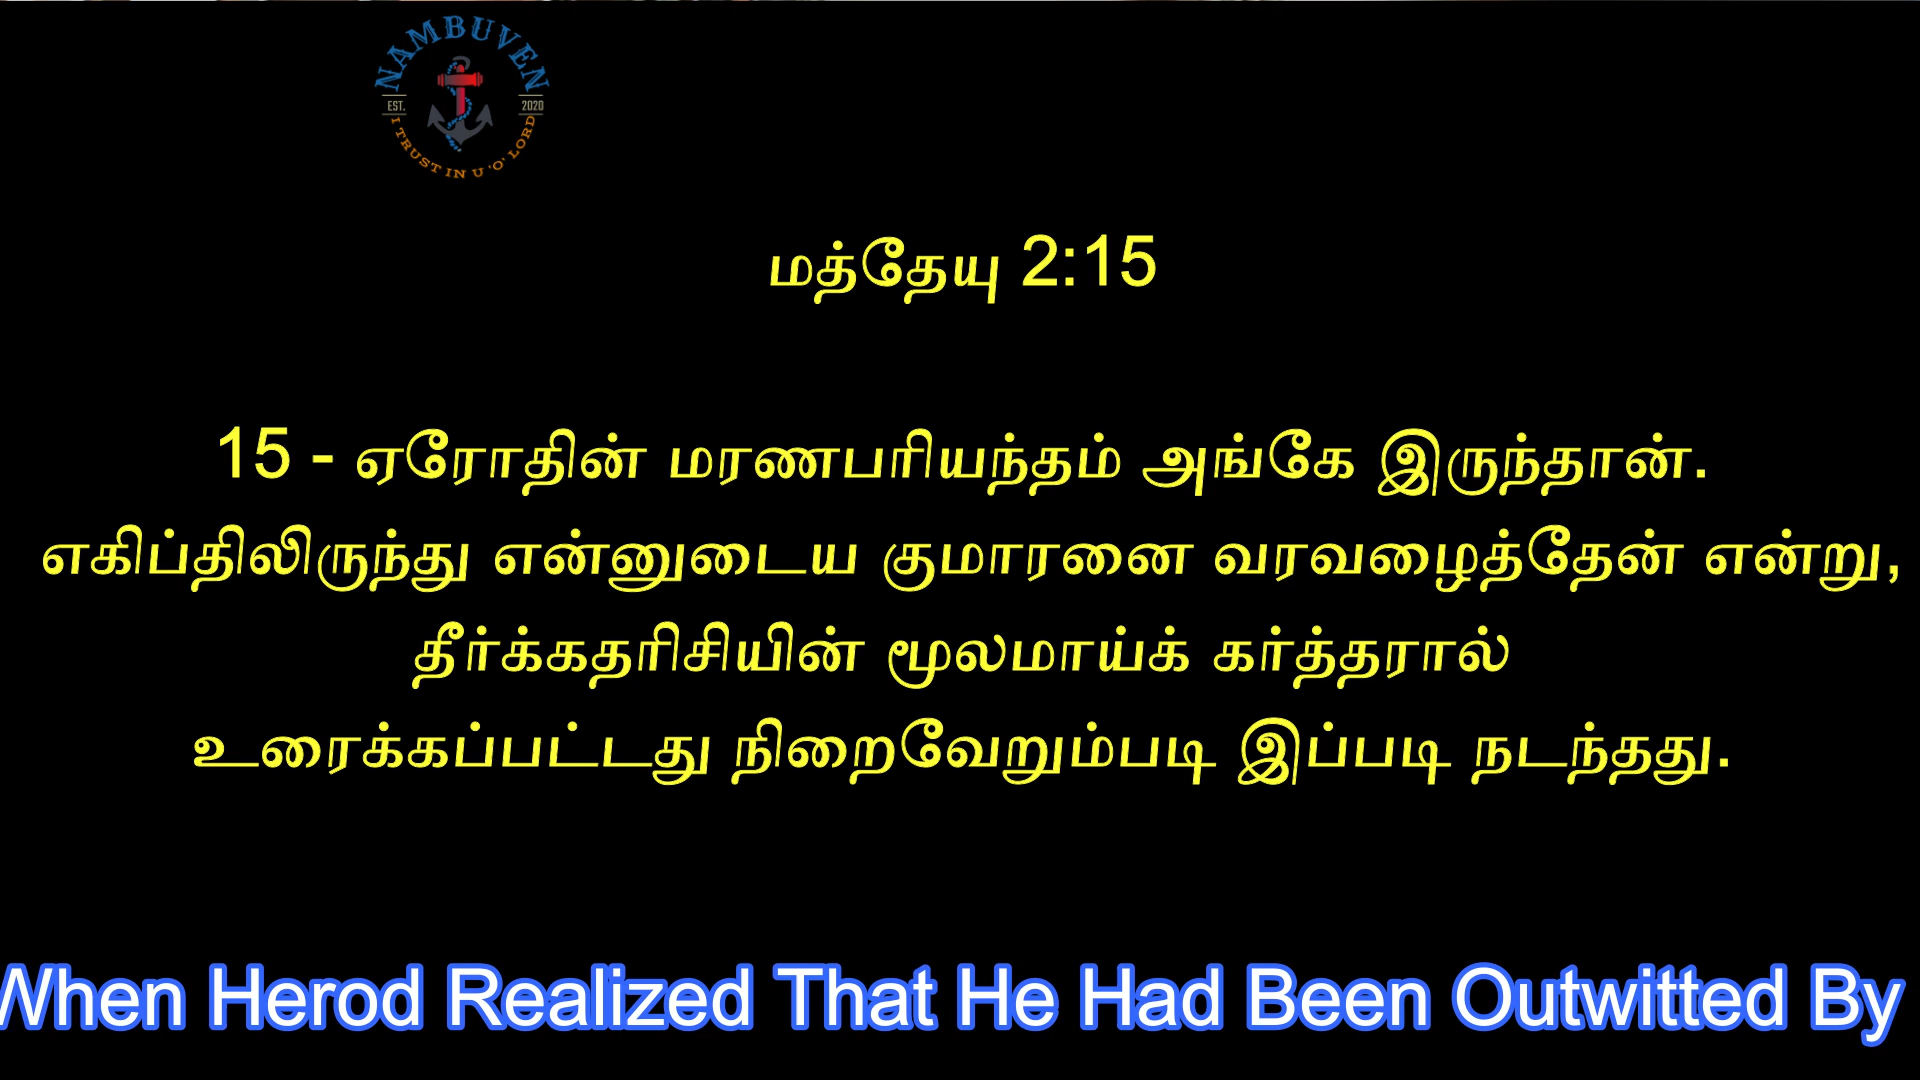 NAMBUVEN
EST. 2020
I TRUST IN U 'O' LORD
மத்தேயு 2:15
15 - ஏரோதின் மரணபரியந்தம் அங்கே இருந்தான்.
எகிப்திலிருந்து என்னுடைய குமாரனை வரவழைத்தேன் என்று,
தீர்க்கதரிசியின் மூலமாய்க் கர்த்தரால்
உரைக்கப்பட்டது நிறைவேறும்படி இப்படி நடந்தது.
When Herod Realized That He Had Been Outwitted By